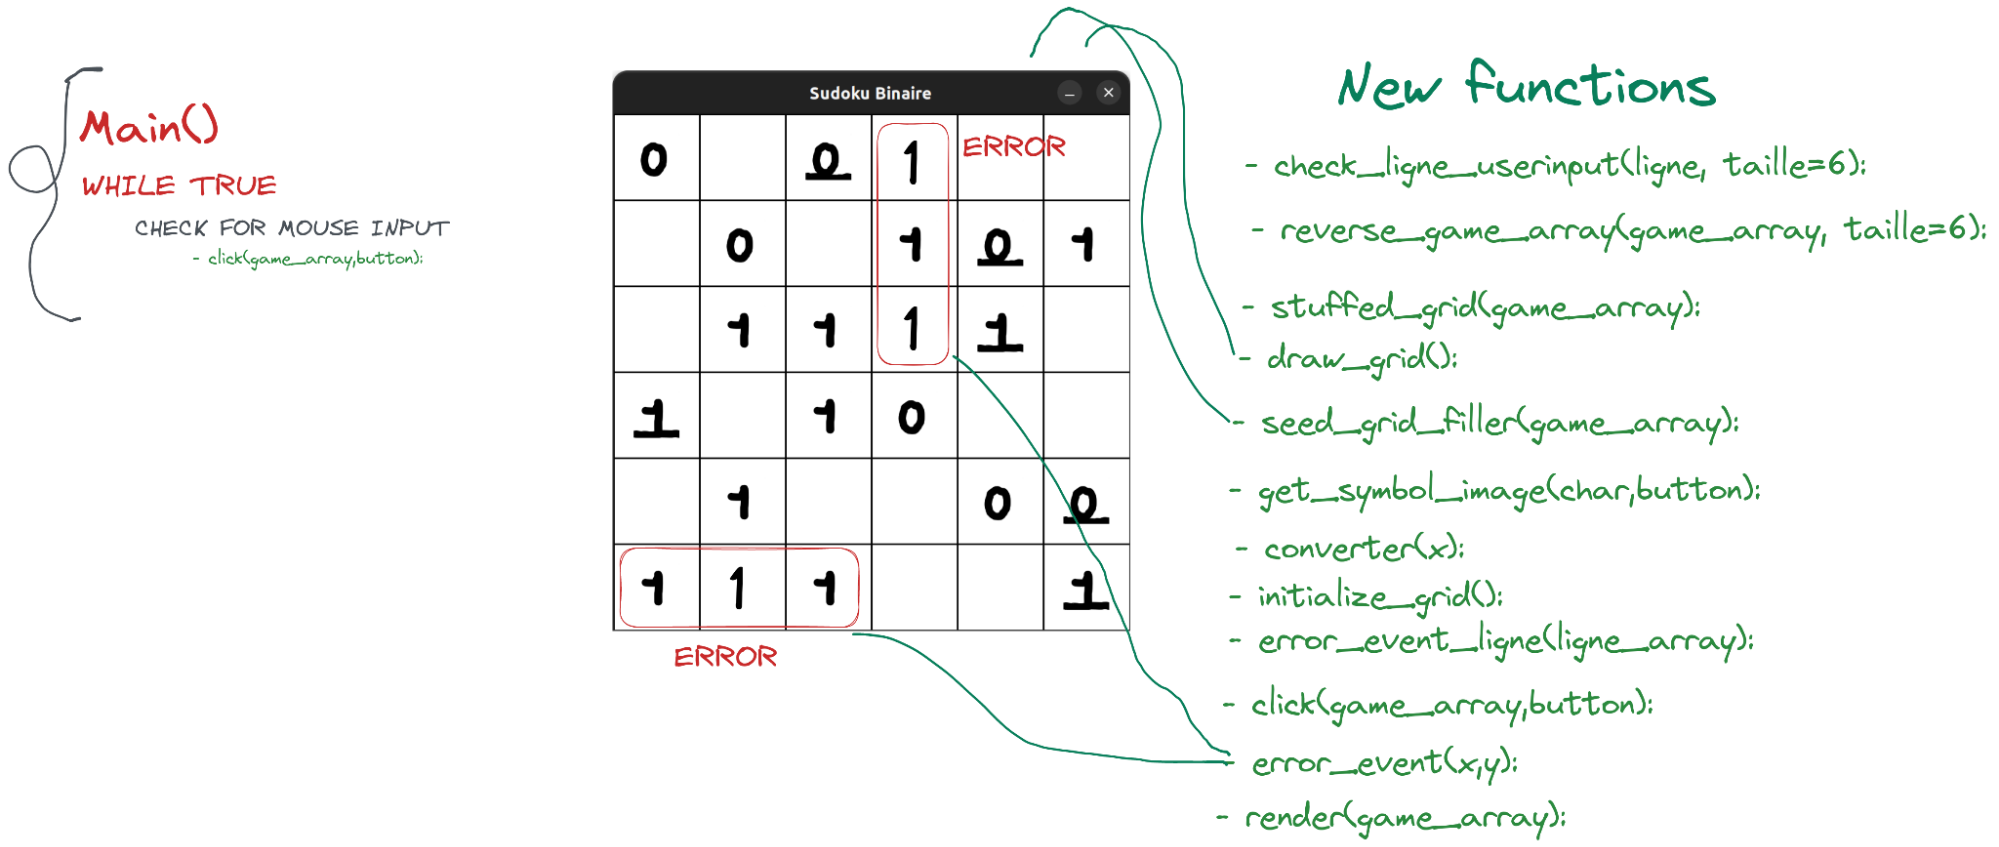 Main()
WHILE TRUE
CHECK FOR MOUSE INPUT
- click(game_array,button):
Sudoku Binaire
0 0 1 ERROR
0 1 0 1
1 1 1 1
1 1 0
1 0 0
1 1 1 1
ERROR
New functions
- check_ligne_userinput(ligne, taille=6):
- reverse_game_array(game_array, taille=6):
- stuffed_grid(game_array):
- draw_grid():
- seed_grid_filler(game_array):
- get_symbol_image(char,button):
- converter(x):
- initialize_grid():
- error_event_ligne(ligne_array):
- click(game_array,button):
- error_event(x,y):
- render(game_array):